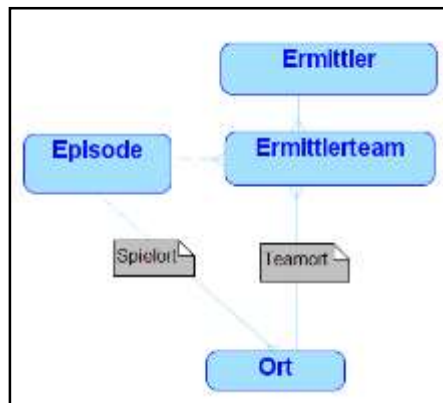 Ermittler
Episode
Ermittlerteam
Spielort
Teamort
Ort